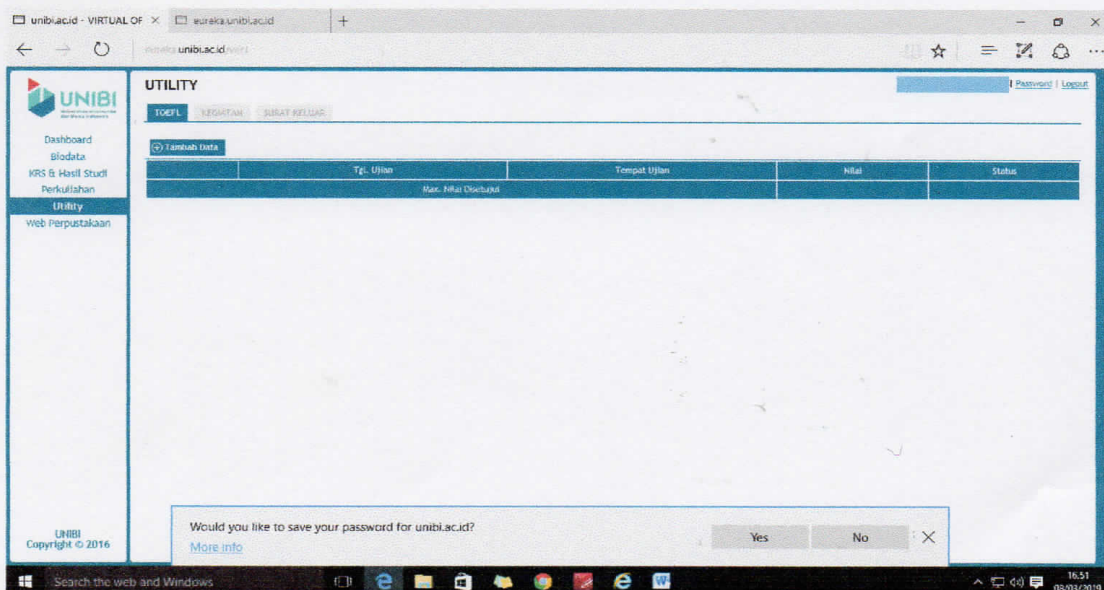 unibi.ac.id - VIRTUAL OF
eureka.unibi.ac.id
unibi.ac.id
UNIBI
UTILITY
Password | Logout
TOEFL KEGIATAN SURAT KELUAR
Tambah Data
Tgl. Ujian Tempat Ujian Nilai Status
Max. Nilai Disetujui
Dashboard
Biodata
KRS & Hasil Studi
Perkuliahan
Utility
Web Perpustakaan
UNIBI
Copyright © 2016
Would you like to save your password for unibi.ac.id?
More info
Yes
No
Search the web and Windows
16.51
08/03/2019